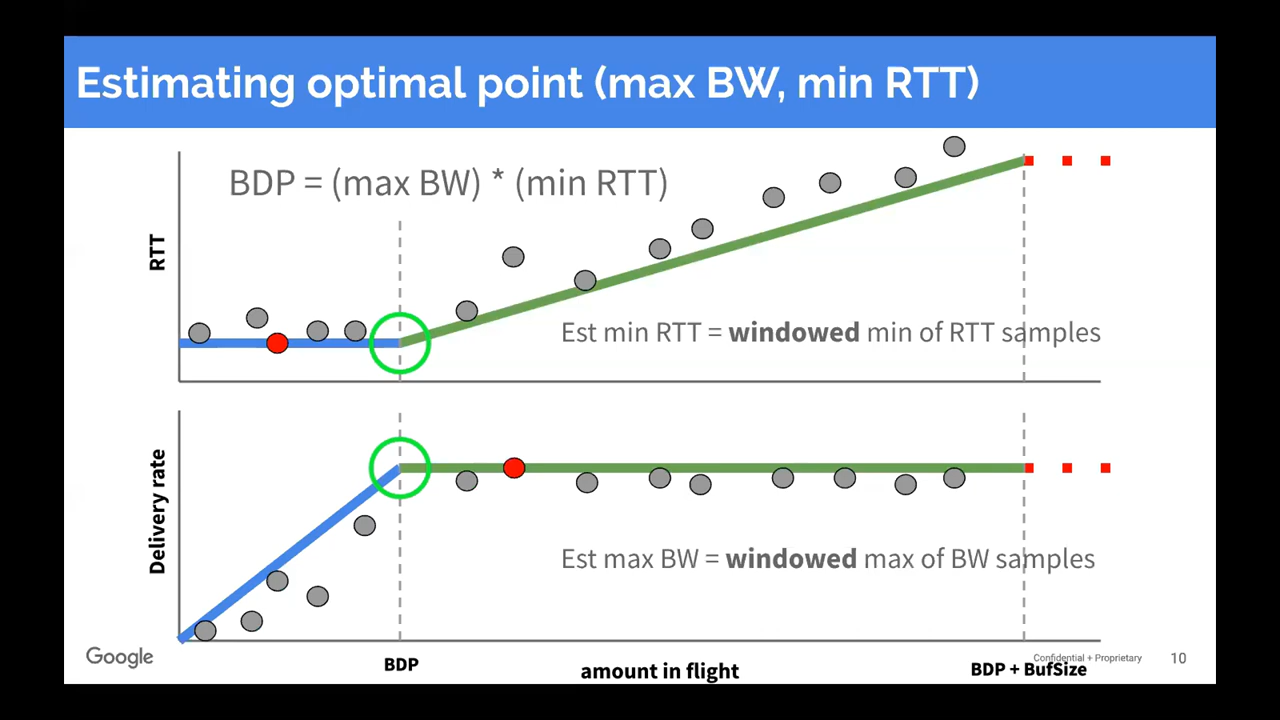 Estimating optimal point (max BW, min RTT)
BDP = (max BW) * (min RTT)
RTT
Est min RTT = windowed min of RTT samples
Delivery rate
Est max BW = windowed max of BW samples
Google
BDP
amount in flight
Confidential + Proprietary
BDP + BufSize
10